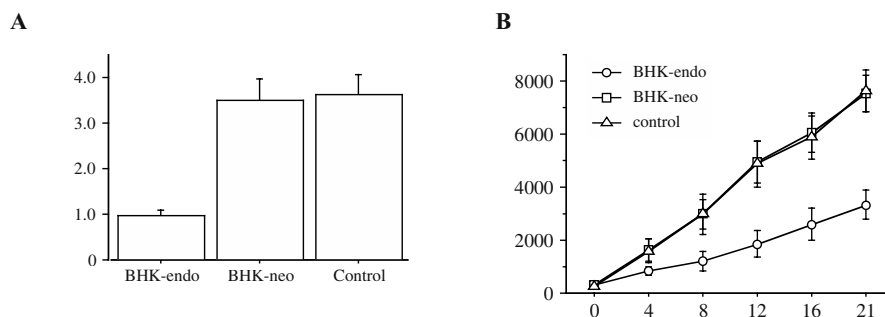 A
4.0
3.0
2.0
1.0
0
BHK-endo BHK-neo Control
B
BHK-endo
BHK-neo
control
8000
6000
4000
2000
0
0 4 8 12 16 21